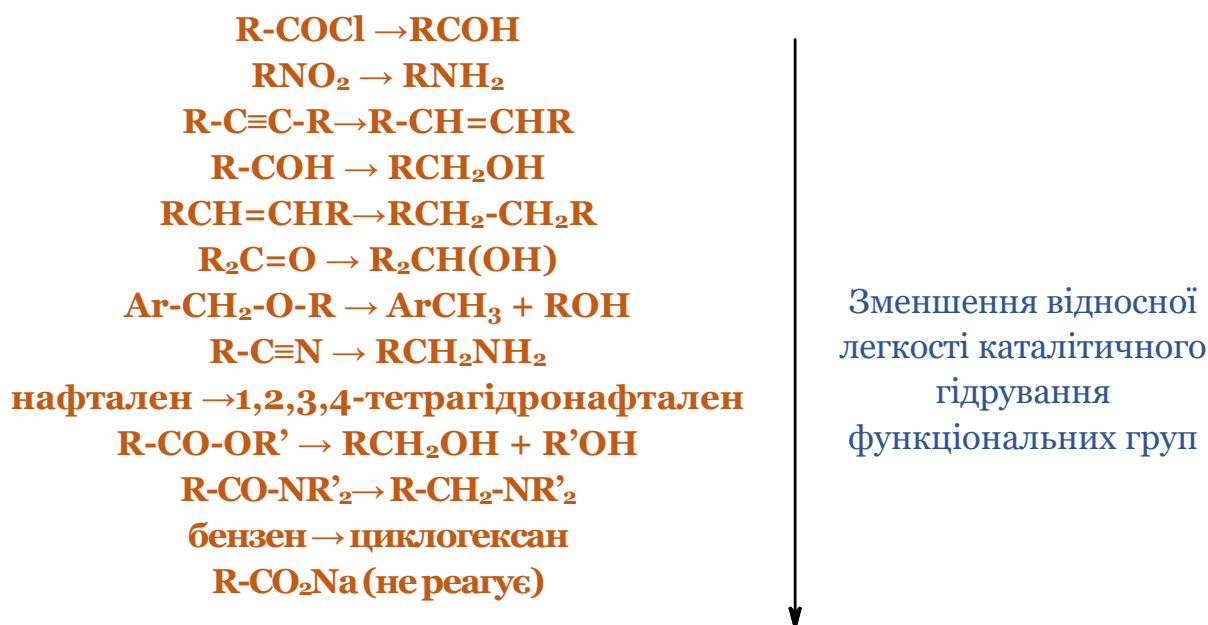 R-COCl →RCOH
RNO₂ → RNH₂
R-C≡C-R→R-CH=CHR
R-COH → RCH₂OH
RCH=CHR→RCH₂-CH₂R
R₂C=O → R₂CH(OH)
Ar-CH₂-O-R → ArCH₃ + ROH
R-C≡N → RCH₂NH₂
нафтален →1,2,3,4-тетрагідронафтален
R-CO-OR’ → RCH₂OH + R’OH
R-CO-NR’₂→ R-CH₂-NR’₂
бензен → циклогексан
R-CO₂Na (не реагує)
Зменшення відносної
легкості каталітичного
гідрування
функціональних груп